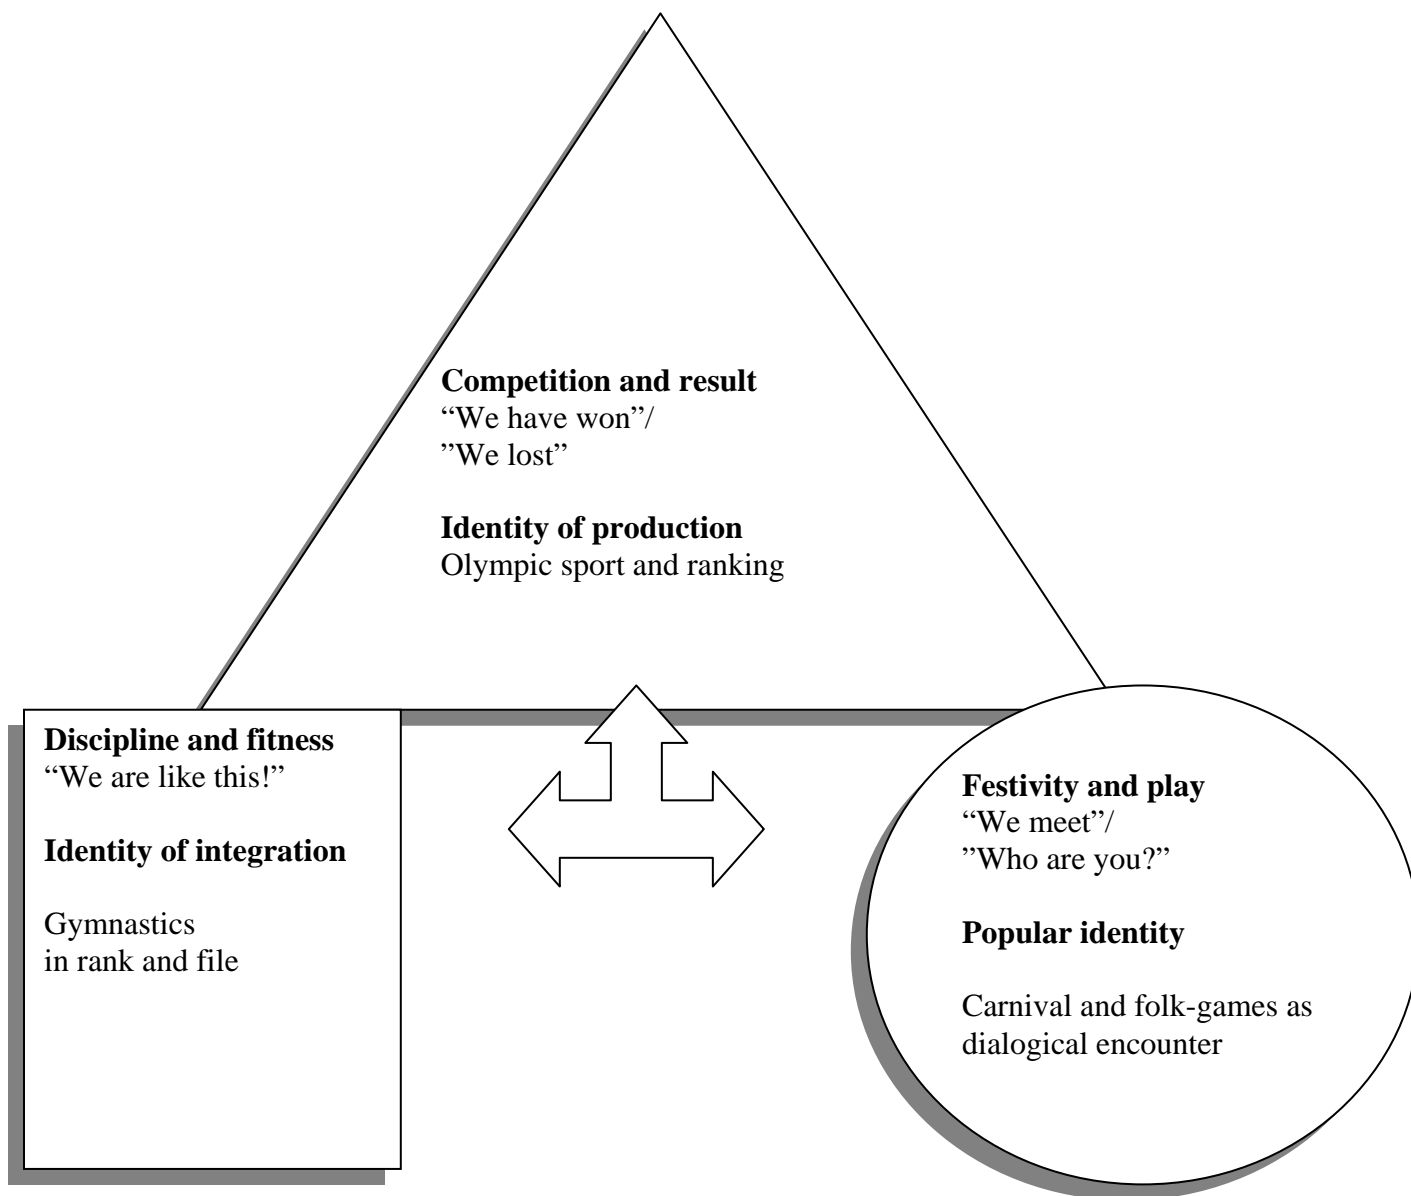 Competition and result
“We have won”/
”We lost”
Identity of production
Olympic sport and ranking
Discipline and fitness
“We are like this!”
Identity of integration
Gymnastics
in rank and file
Festivity and play
“We meet”/
”Who are you?”
Popular identity
Carnival and folk-games as
dialogical encounter